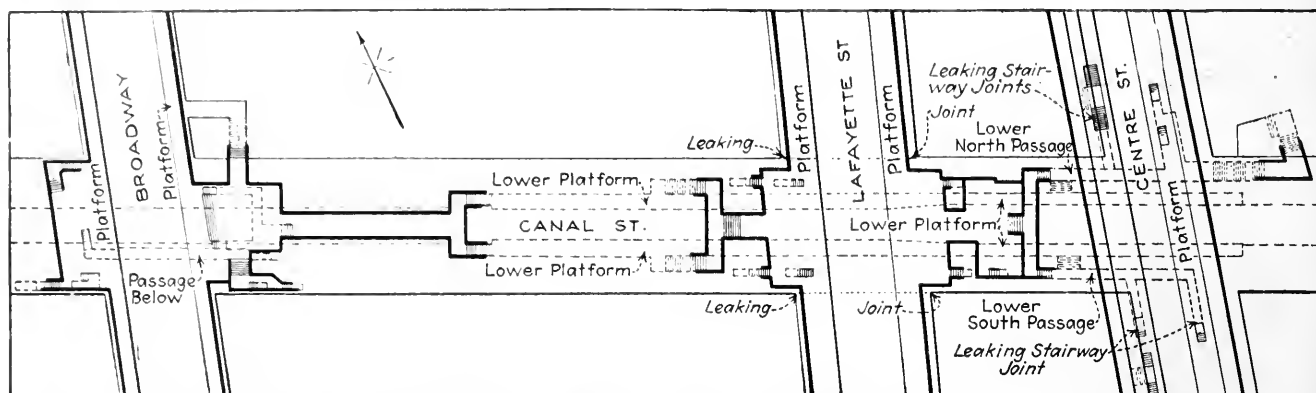 Platform
BROADWAY
Platform
Passage
Below
Lower Platform
CANAL ST.
Lower Platform
Leaking
Leaking
Platform
LAFAYETTE ST
Platform
Joint
Joint
Lower Platform
Leaking Stair-
way Joints
Lower
North Passage
CENTRE ST.
Platform
Lower
South Passage
Leaking Stairway
Joint